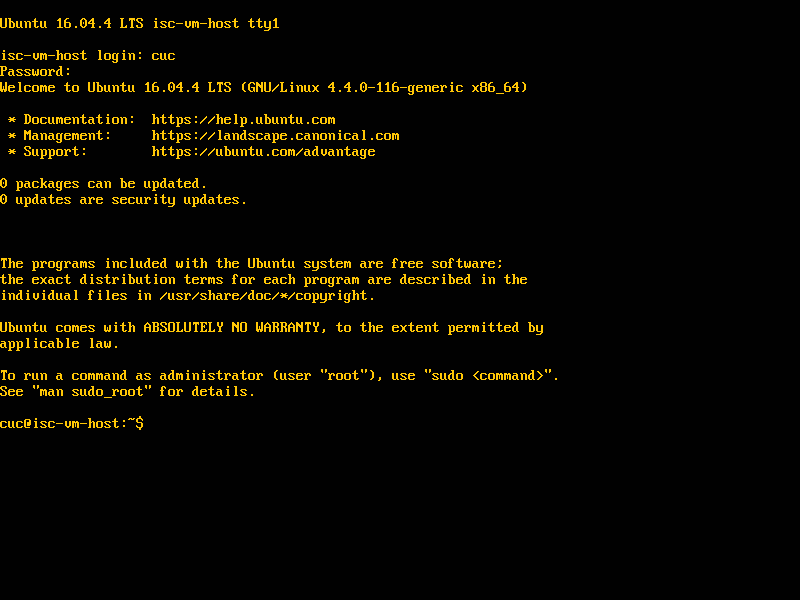 Ubuntu 16.04.4 LTS isc-vm-host tty1
isc-vm-host login: cuc
Password:
Welcome to Ubuntu 16.04.4 LTS (GNU/Linux 4.4.0-116-generic x86_64)
* Documentation:  https://help.ubuntu.com
* Management:     https://landscape.canonical.com
* Support:        https://ubuntu.com/advantage
0 packages can be updated.
0 updates are security updates.
The programs included with the Ubuntu system are free software;
the exact distribution terms for each program are described in the
individual files in /usr/share/doc/*/copyright.
Ubuntu comes with ABSOLUTELY NO WARRANTY, to the extent permitted by
applicable law.
To run a command as administrator (user "root"), use "sudo <command>".
See "man sudo_root" for details.
cuc@isc-vm-host:~$